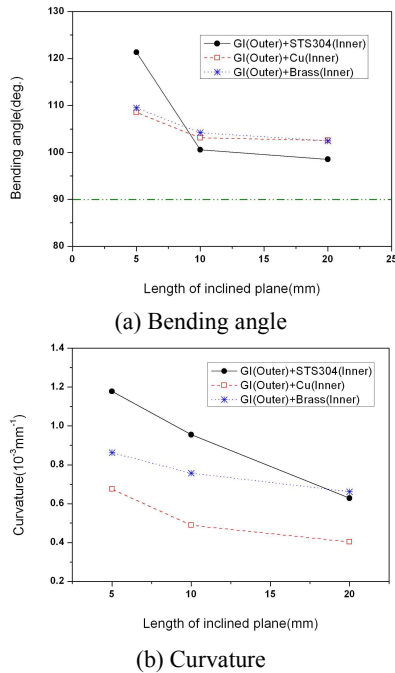 130
120
110
100
90
80
0
5
10
15
20
25
Bending angle(deg.)
GI(Outer)+STS304(Inner)
GI(Outer)+Cu(Inner)
GI(Outer)+Brass(Inner)
Length of inclined plane(mm)
(a) Bending angle
1.4
1.2
1.0
0.8
0.6
0.4
0.2
5
10
15
20
Curvature(10⁻³mm⁻¹)
GI(Outer)+STS304(Inner)
GI(Outer)+Cu(Inner)
GI(Outer)+Brass(Inner)
Length of inclined plane(mm)
(b) Curvature